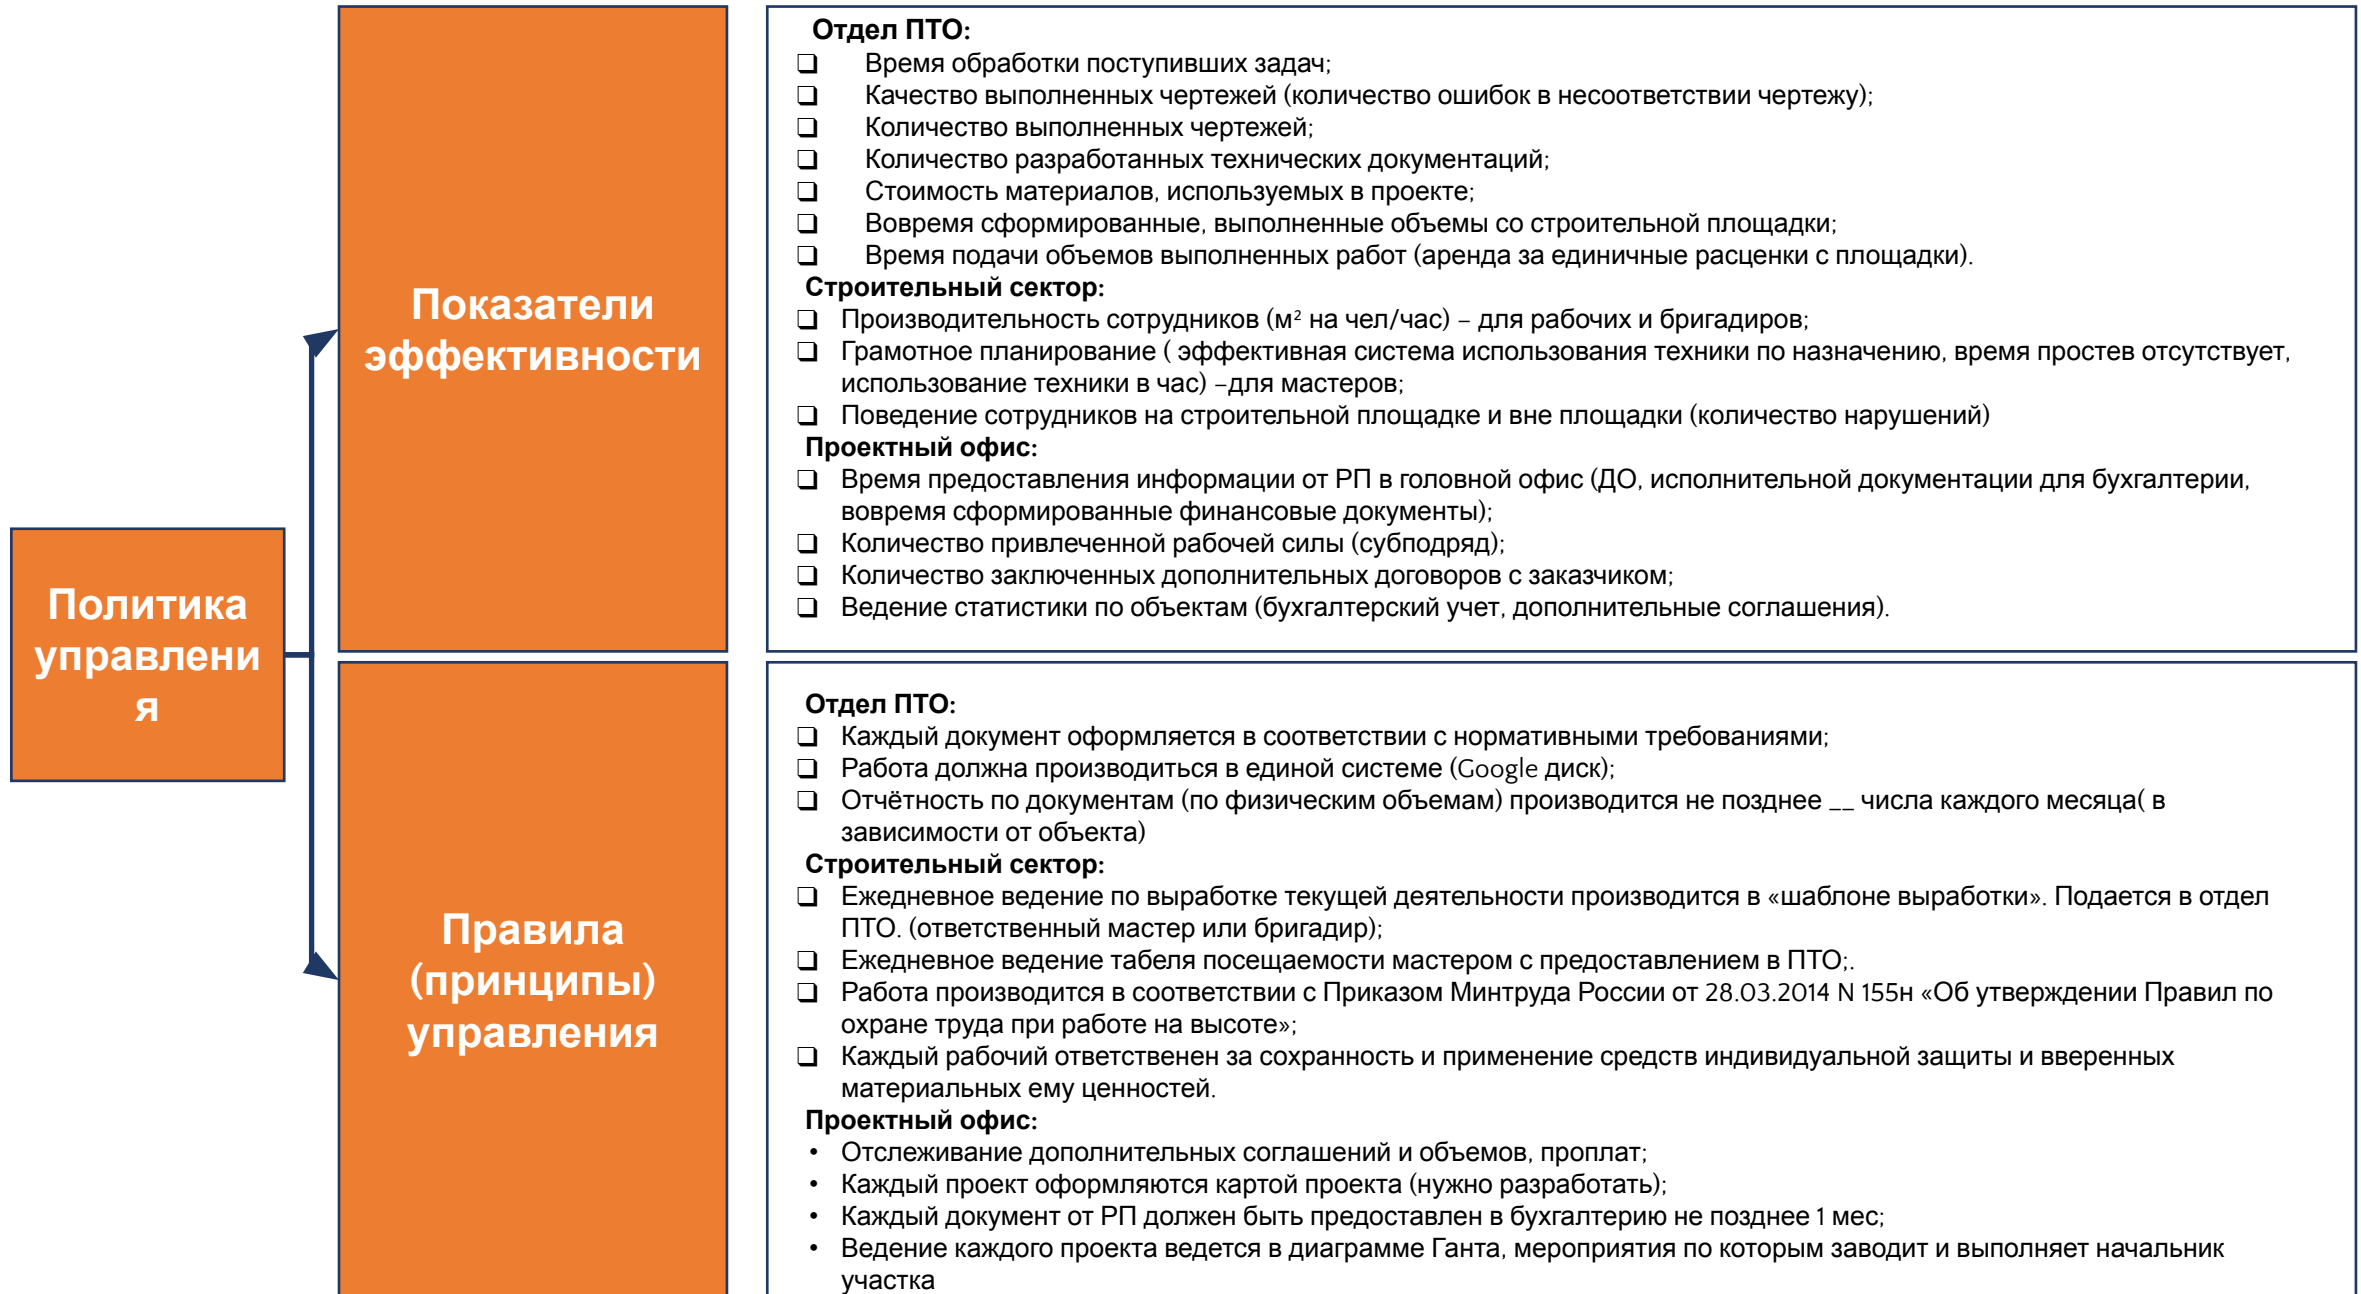 Политика
управлени
я
Показатели
эффективности
Отдел ПТО:
❑ Время обработки поступивших задач;
❑ Качество выполненных чертежей (количество ошибок в несоответствии чертежу);
❑ Количество выполненных чертежей;
❑ Количество разработанных технических документаций;
❑ Стоимость материалов, используемых в проекте;
❑ Вовремя сформированные, выполненные объемы со строительной площадки;
❑ Время подачи объемов выполненных работ (аренда за единичные расценки с площадки).
Строительный сектор:
❑ Производительность сотрудников (м² на чел/час) – для рабочих и бригадиров;
❑ Грамотное планирование ( эффективная система использования техники по назначению, время простев отсутствует,
использование техники в час) –для мастеров;
❑ Поведение сотрудников на строительной площадке и вне площадки (количество нарушений)
Проектный офис:
❑ Время предоставления информации от РП в головной офис (ДО, исполнительной документации для бухгалтерии,
вовремя сформированные финансовые документы);
❑ Количество привлеченной рабочей силы (субподряд);
❑ Количество заключенных дополнительных договоров с заказчиком;
❑ Ведение статистики по объектам (бухгалтерский учет, дополнительные соглашения).
Правила
(принципы)
управления
Отдел ПТО:
❑ Каждый документ оформляется в соответствии с нормативными требованиями;
❑ Работа должна производиться в единой системе (Google диск);
❑ Отчётность по документам (по физическим объемам) производится не позднее __ числа каждого месяца( в
зависимости от объекта)
Строительный сектор:
❑ Ежедневное ведение по выработке текущей деятельности производится в «шаблоне выработки». Подается в отдел
ПТО. (ответственный мастер или бригадир);
❑ Ежедневное ведение табеля посещаемости мастером с предоставлением в ПТО;.
❑ Работа производится в соответствии с Приказом Минтруда России от 28.03.2014 N 155н «Об утверждении Правил по
охране труда при работе на высоте»;
❑ Каждый рабочий ответственен за сохранность и применение средств индивидуальной защиты и вверенных
материальных ему ценностей.
Проектный офис:
• Отслеживание дополнительных соглашений и объемов, проплат;
• Каждый проект оформляются картой проекта (нужно разработать);
• Каждый документ от РП должен быть предоставлен в бухгалтерию не позднее 1 мес;
• Ведение каждого проекта ведется в диаграмме Ганта, мероприятия по которым заводит и выполняет начальник
участка